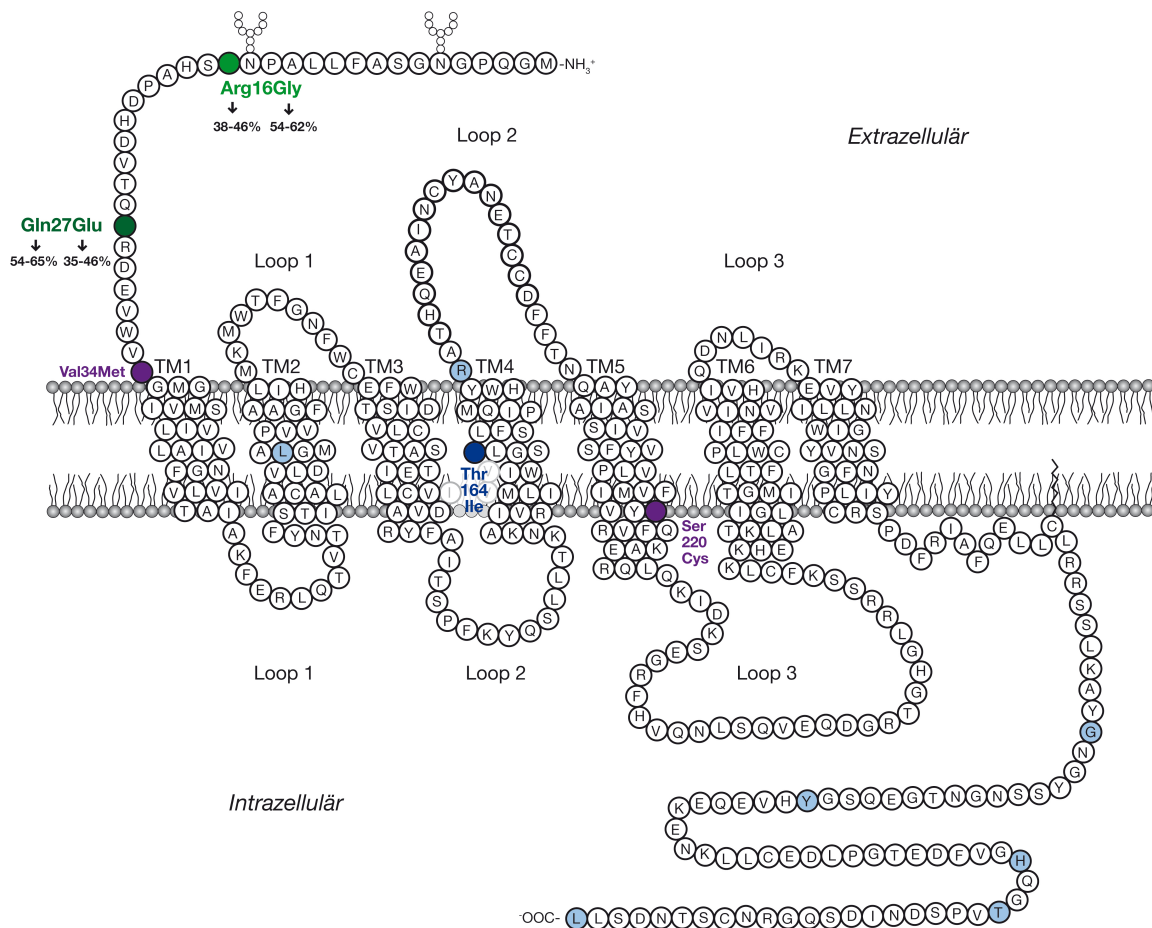 N P A L L F A S G N G P Q G M -NH₃⁺
A H S
P
D
H
D
V
T
Q
Arg16Gly
38-46% 54-62%
Gln27Glu
54-65% 35-46%
R
D
E
V
W
V
Val34Met
Extrazellulär
Loop 1
Loop 2
Loop 3
M K M W T F G N F W C
R A T H Q E A I N C Y A N E T C C D F F T N
Q D N L I R K
TM1 TM2 TM3 TM4 TM5 TM6 TM7
G M G
I V M S
L I V
L A I V
F G N
V L V I
T A I
A K F E R L Q T V
L I H
A A G F
P V V
A L G M
V L D
A C A L
S T I
F Y N T
E F W
T S I D
V L C
V T A S
I E T
L C V I
A V D
R Y F
A I T S P F K Y Q S L L T K
Y W H
M Q I P
L F S
L G S
V I W
M L I
I V R
A K N
Thr
164
Ile
Q A Y
A I A S
S I V
S F Y V
P L V
I M V F
V Y
R V F Q
E A K
R Q L Q
Ser
220
Cys
K I D K S E G R F H V Q N L S Q V E Q D G R T G H G L R R S S K F
I V H
V I N V
I F F
P L W C
L T F
T G M I
I G L
T K L A
K H E
K L C
E V Y
I L L N
W I G
Y V N S
G F N
P L I Y
C R S
P D F R I A F Q E L L C
L R R S S L K A Y G N G
Y S S N G N T G E Q S G Y H V E Q E K
E
N K L L C E D L P G T E D F V G H
Q
G
⁻OOC- L L S D N T S C N R G Q S D I N D S P V T
Loop 1
Loop 2
Loop 3
Intrazellulär